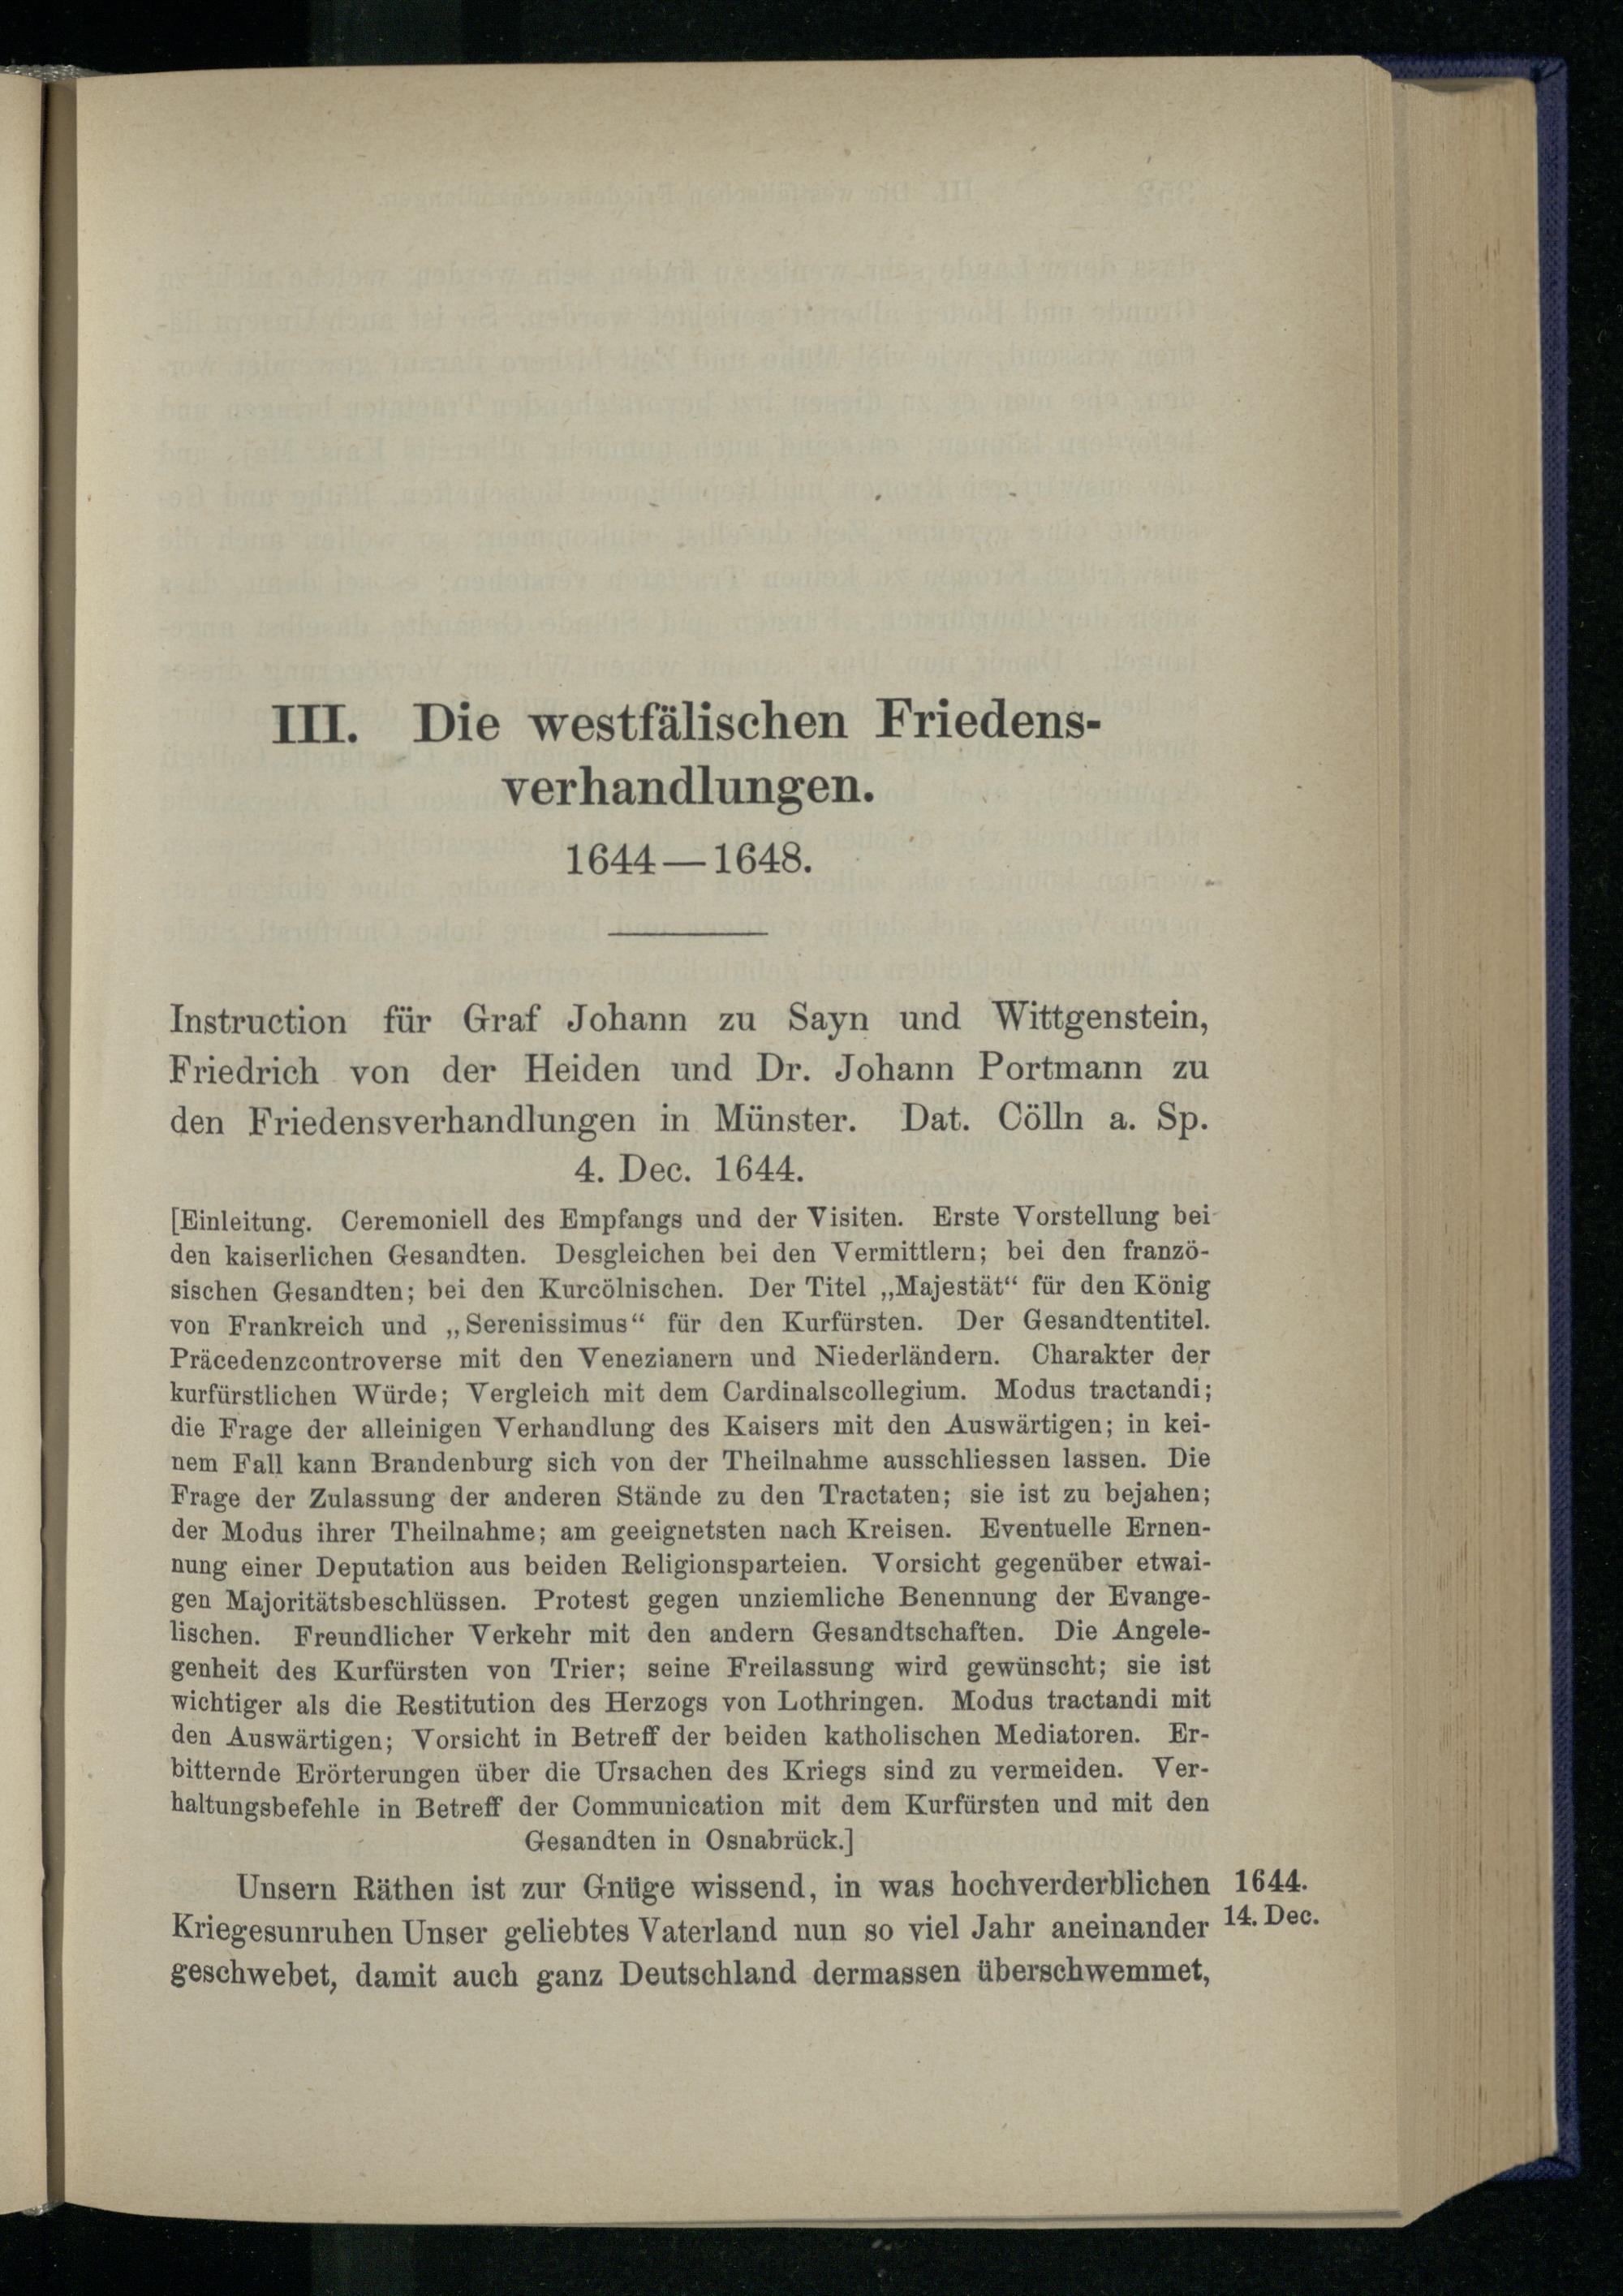 III. Die westfälischen Friedens-
verhandlungen.
1644—1648.
Instruction für Graf Johann zu Sayn und Wittgenstein,
Friedrich von der Heiden und Dr. Johann Portmann zu
den Friedensverhandlungen in Münster. Dat. Cölln a. Sp.
4. Dec. 1644.
[Einleitung. Ceremoniell des Empfangs und der Visiten. Erste Vorstellung bei
den kaiserlichen Gesandten. Desgleichen bei den Vermittlern; bei den franzö-
sischen Gesandten; bei den Kurcölnischen. Der Titel „Majestät“ für den König
von Frankreich und „Serenissimus“ für den Kurfürsten. Der Gesandtentitel.
Präcedenzcontroverse mit den Venezianern und Niederländern. Charakter der
kurfürstlichen Würde; Vergleich mit dem Cardinalscollegium. Modus tractandi;
die Frage der alleinigen Verhandlung des Kaisers mit den Auswärtigen; in kei-
nem Fall kann Brandenburg sich von der Theilnahme ausschliessen lassen. Die
Frage der Zulassung der anderen Stände zu den Tractaten; sie ist zu bejahen;
der Modus ihrer Theilnahme; am geeignetsten nach Kreisen. Eventuelle Ernen-
nung einer Deputation aus beiden Religionsparteien. Vorsicht gegenüber etwai-
gen Majoritätsbeschlüssen. Protest gegen unziemliche Benennung der Evange-
lischen. Freundlicher Verkehr mit den andern Gesandtschaften. Die Angele-
genheit des Kurfürsten von Trier; seine Freilassung wird gewünscht; sie ist
wichtiger als die Restitution des Herzogs von Lothringen. Modus tractandi mit
den Auswärtigen; Vorsicht in Betreff der beiden katholischen Mediatoren. Er-
bitternde Erörterungen über die Ursachen des Kriegs sind zu vermeiden. Ver-
haltungsbefehle in Betreff der Communication mit dem Kurfürsten und mit den
Gesandten in Osnabrück.]
Unsern Räthen ist zur Gnüge wissend, in was hochverderblichen 1644.
Kriegesunruhen Unser geliebtes Vaterland nun so viel Jahr aneinander 14. Dec.
geschwebet, damit auch ganz Deutschland dermassen überschwemmet,